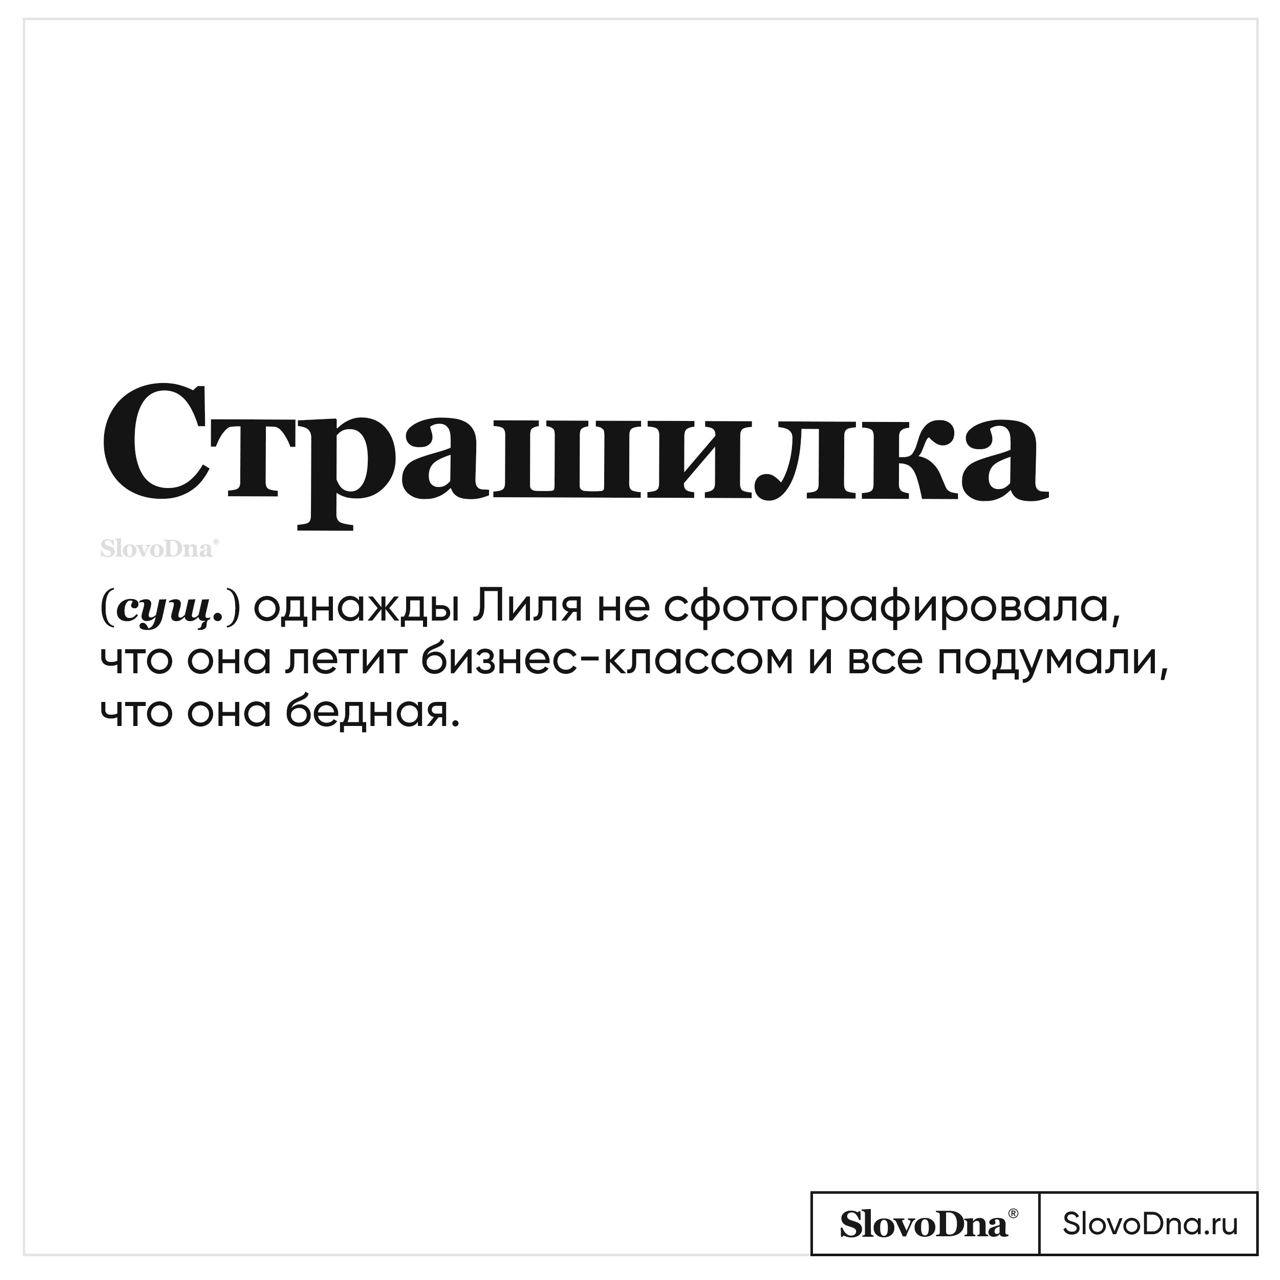 Страшилка
SlovoDna®
(сущ.) однажды Лиля не сфотографировала,
что она летит бизнес-классом и все подумали,
что она бедная.
SlovoDna® SlovoDna.ru